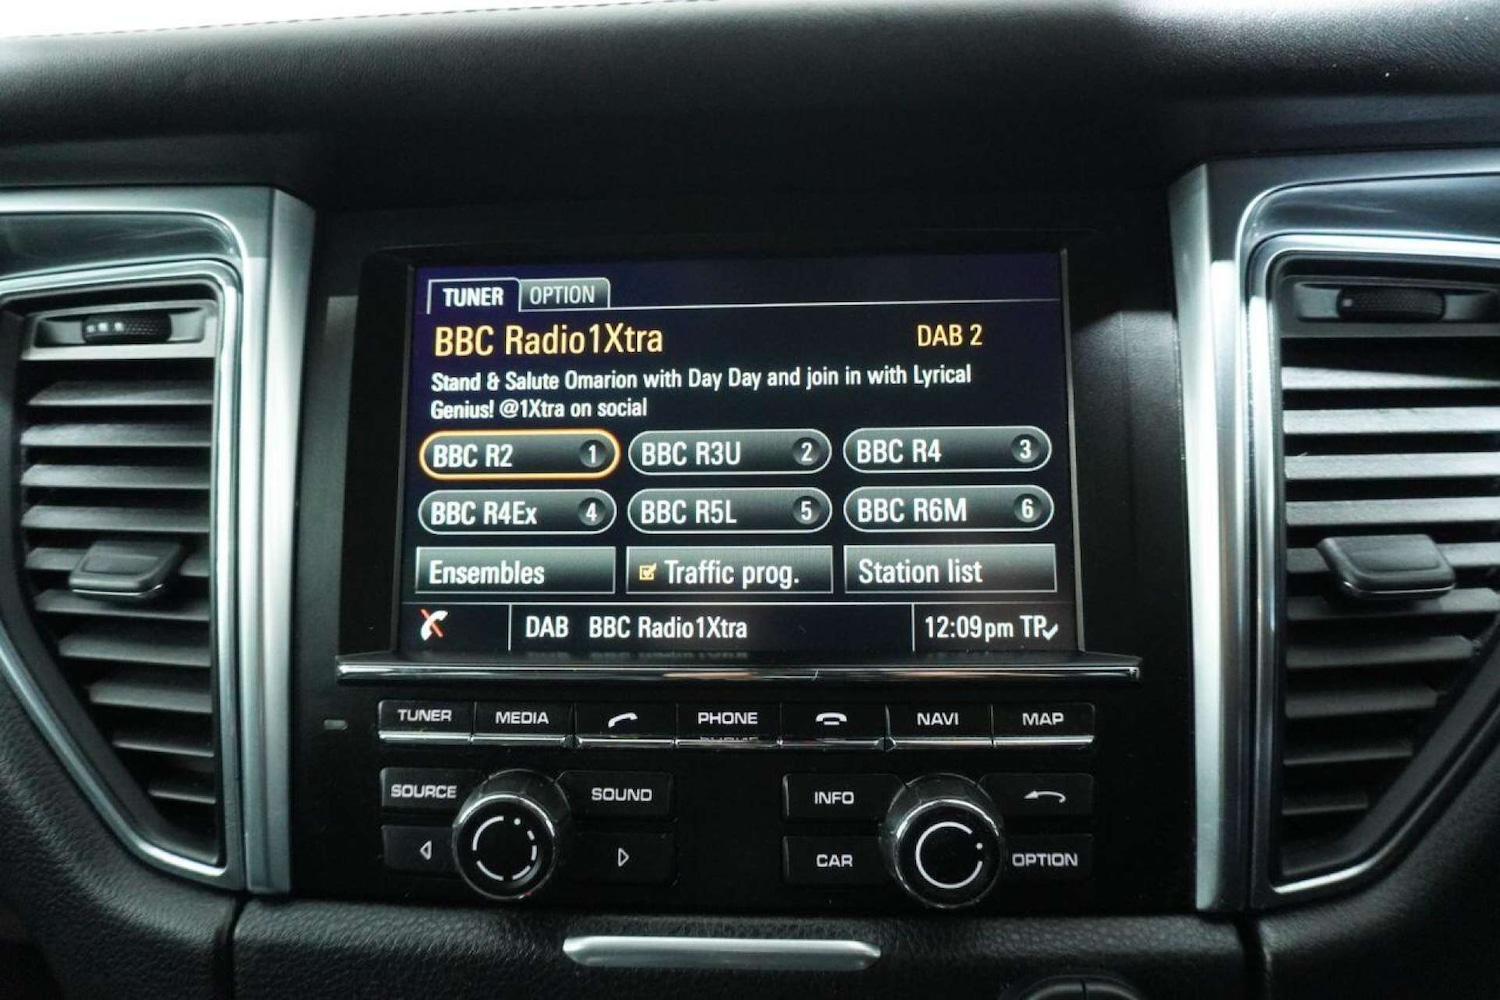 TUNER OPTION
BBC Radio1Xtra DAB 2
Stand & Salute Omarion with Day Day and join in with Lyrical
Genius! @1Xtra on social
BBC R2 1 BBC R3U 2 BBC R4 3
BBC R4Ex 4 BBC R5L 5 BBC R6M 6
Ensembles Traffic prog. Station list
DAB BBC Radio1Xtra 12:09pm TP
TUNER MEDIA PHONE NAVI MAP
SOURCE SOUND INFO
CAR OPTION